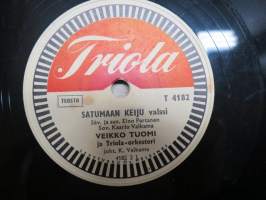 Triola
TEOSTO
T 4182
SATUMAAN KEIJU valssi
Säv. ja san. Eino Partanen
Sov. Kaarlo Valkama
VEIKKO TUOMI
ja Triola-orkesteri
joht. K. Valkama